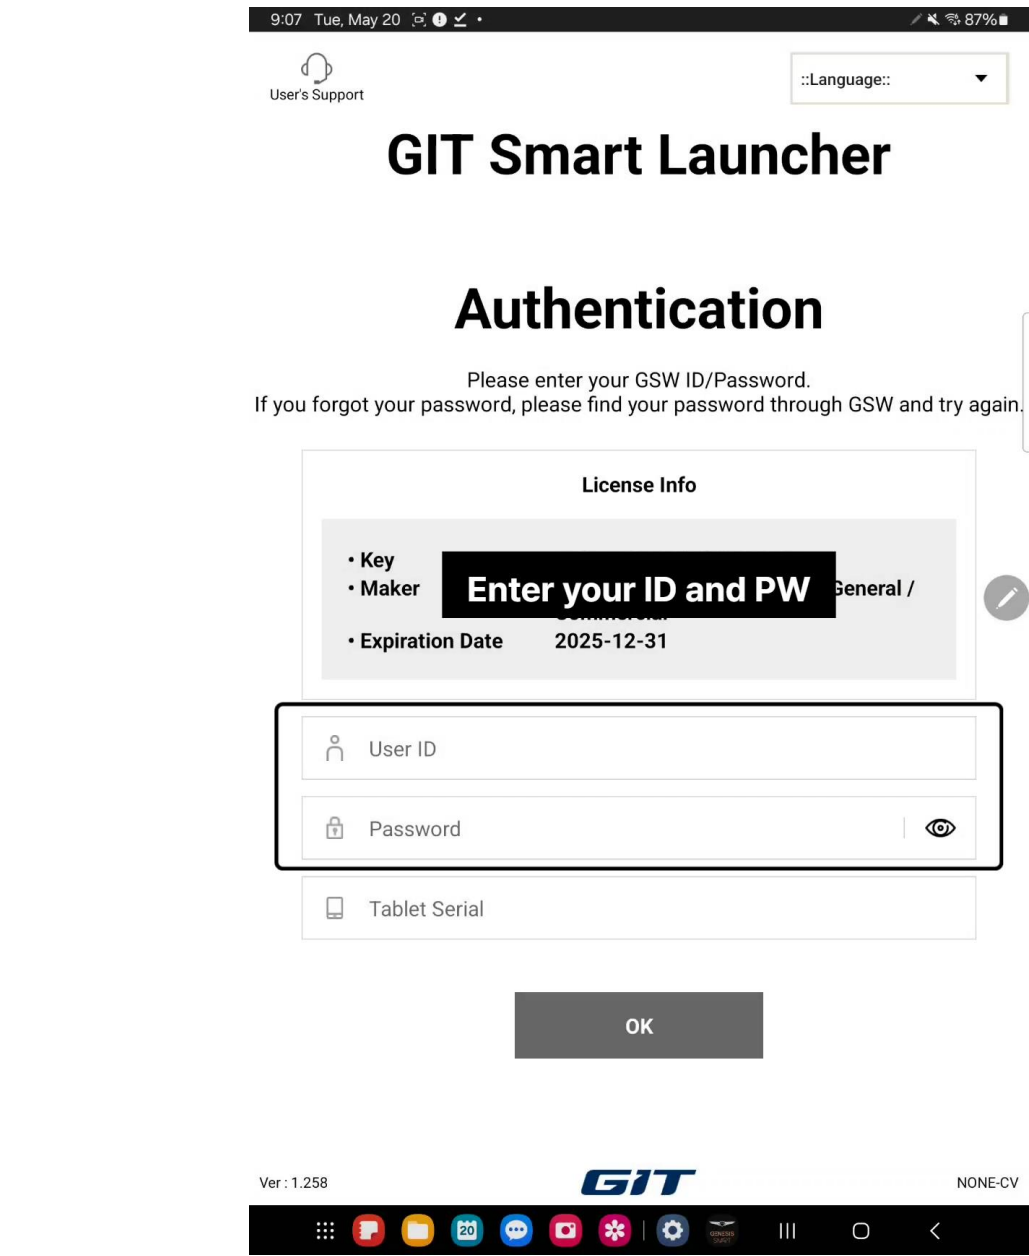 9:07 Tue, May 20 87%
User's Support
::Language::
GIT Smart Launcher
Authentication
Please enter your GSW ID/Password.
If you forgot your password, please find your password through GSW and try again.
License Info
• Key
• Maker General /
Enter your ID and PW
• Expiration Date 2025-12-31
User ID
Password
Tablet Serial
OK
Ver : 1.258 GIT NONE-CV
20 GENESIS